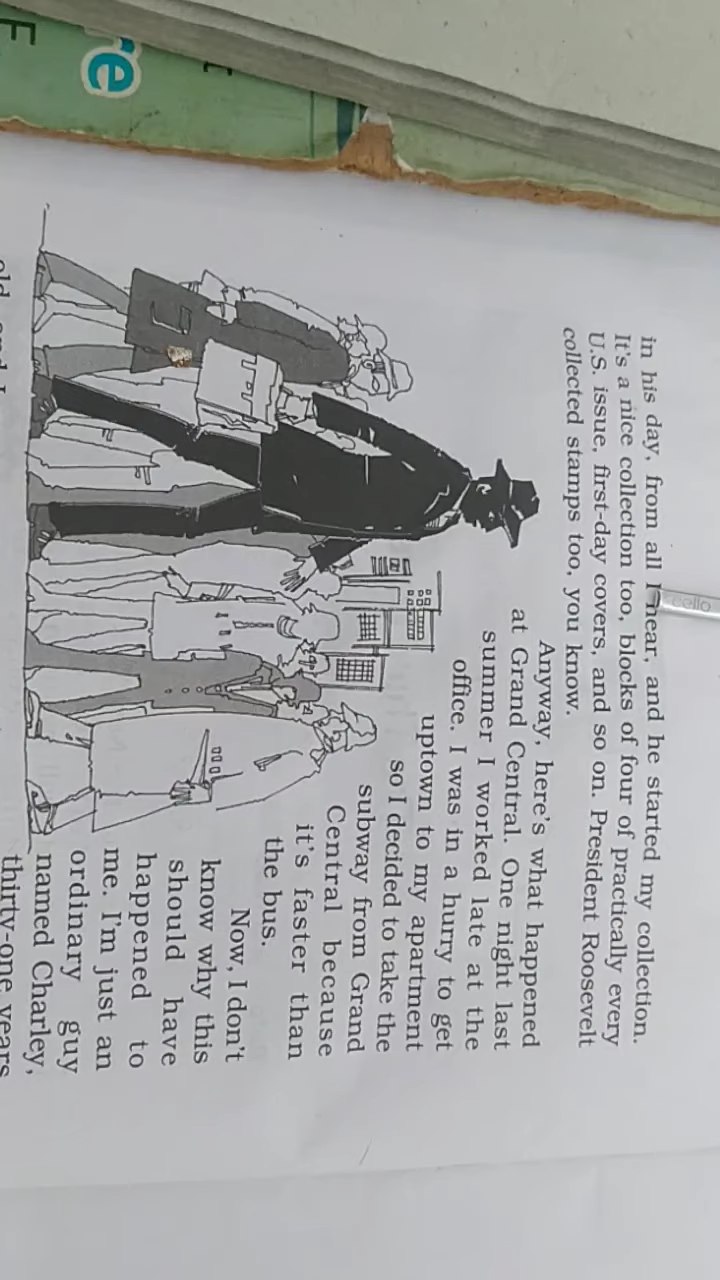 in his day, from all I hear, and he started my collection.
It's a nice collection too, blocks of four of practically every
U.S. issue, first-day covers, and so on. President Roosevelt
collected stamps too, you know.
Anyway, here's what happened
at Grand Central. One night last
summer I worked late at the
office. I was in a hurry to get
uptown to my apartment
so I decided to take the
subway from Grand
Central because
it's faster than
the bus.
Now, I don't
know why this
should have
happened to
me. I'm just an
ordinary guy
named Charley,
thirty-one years
cello
re
E
F